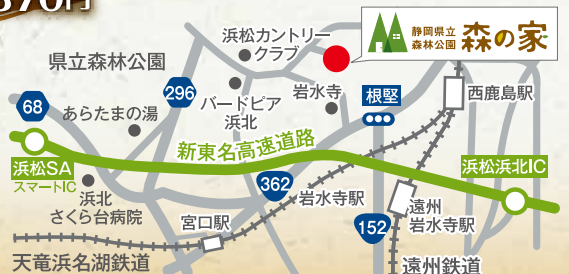 370円
静岡県立
森林公園
森の家
浜松カントリー
クラブ
県立森林公園
296
68
あらたまの湯
バードピア
浜北
岩水寺
根堅
西鹿島駅
新東名高速道路
浜松SA
スマートIC
浜松浜北IC
浜北
さくら台病院
362
岩水寺駅
宮口駅
152
遠州
岩水寺駅
天竜浜名湖鉄道
遠州鉄道